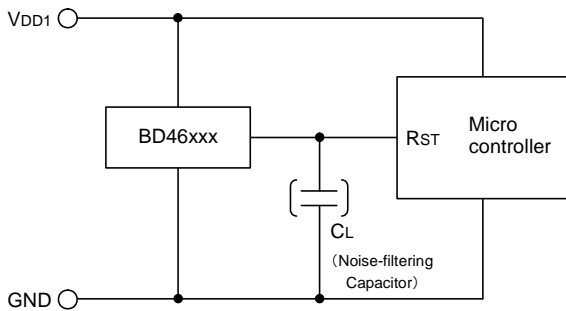 VDD1
BD46xxx
RST
Micro
controller
CL
（Noise-filtering
Capacitor）
GND